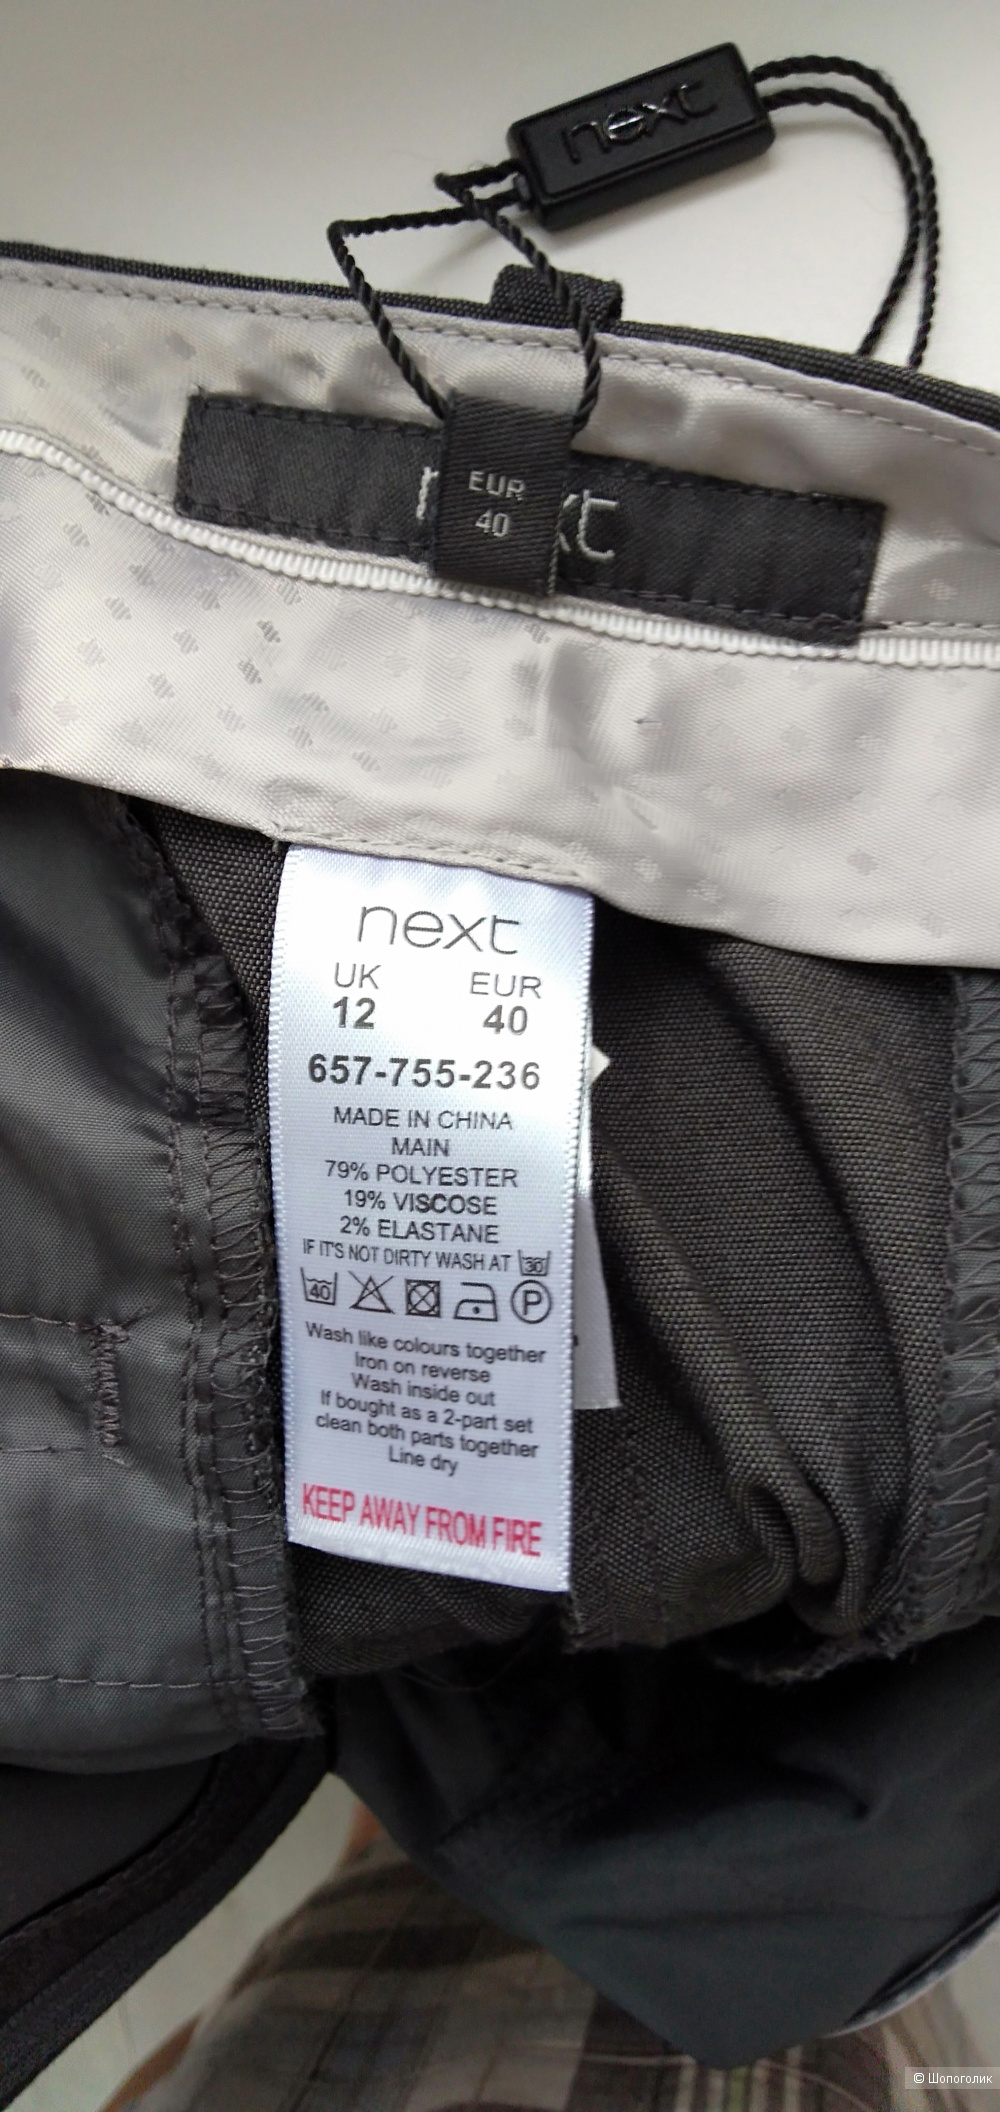 next
EUR
40
next
UK EUR
12 40
657-755-236
MADE IN CHINA
MAIN
79% POLYESTER
19% VISCOSE
2% ELASTANE
IF IT'S NOT DIRTY WASH AT 30
40 P
Wash like colours together
Iron on reverse
Wash inside out
If bought as a 2-part set
clean both parts together
Line dry
KEEP AWAY FROM FIRE
© Шопоголик